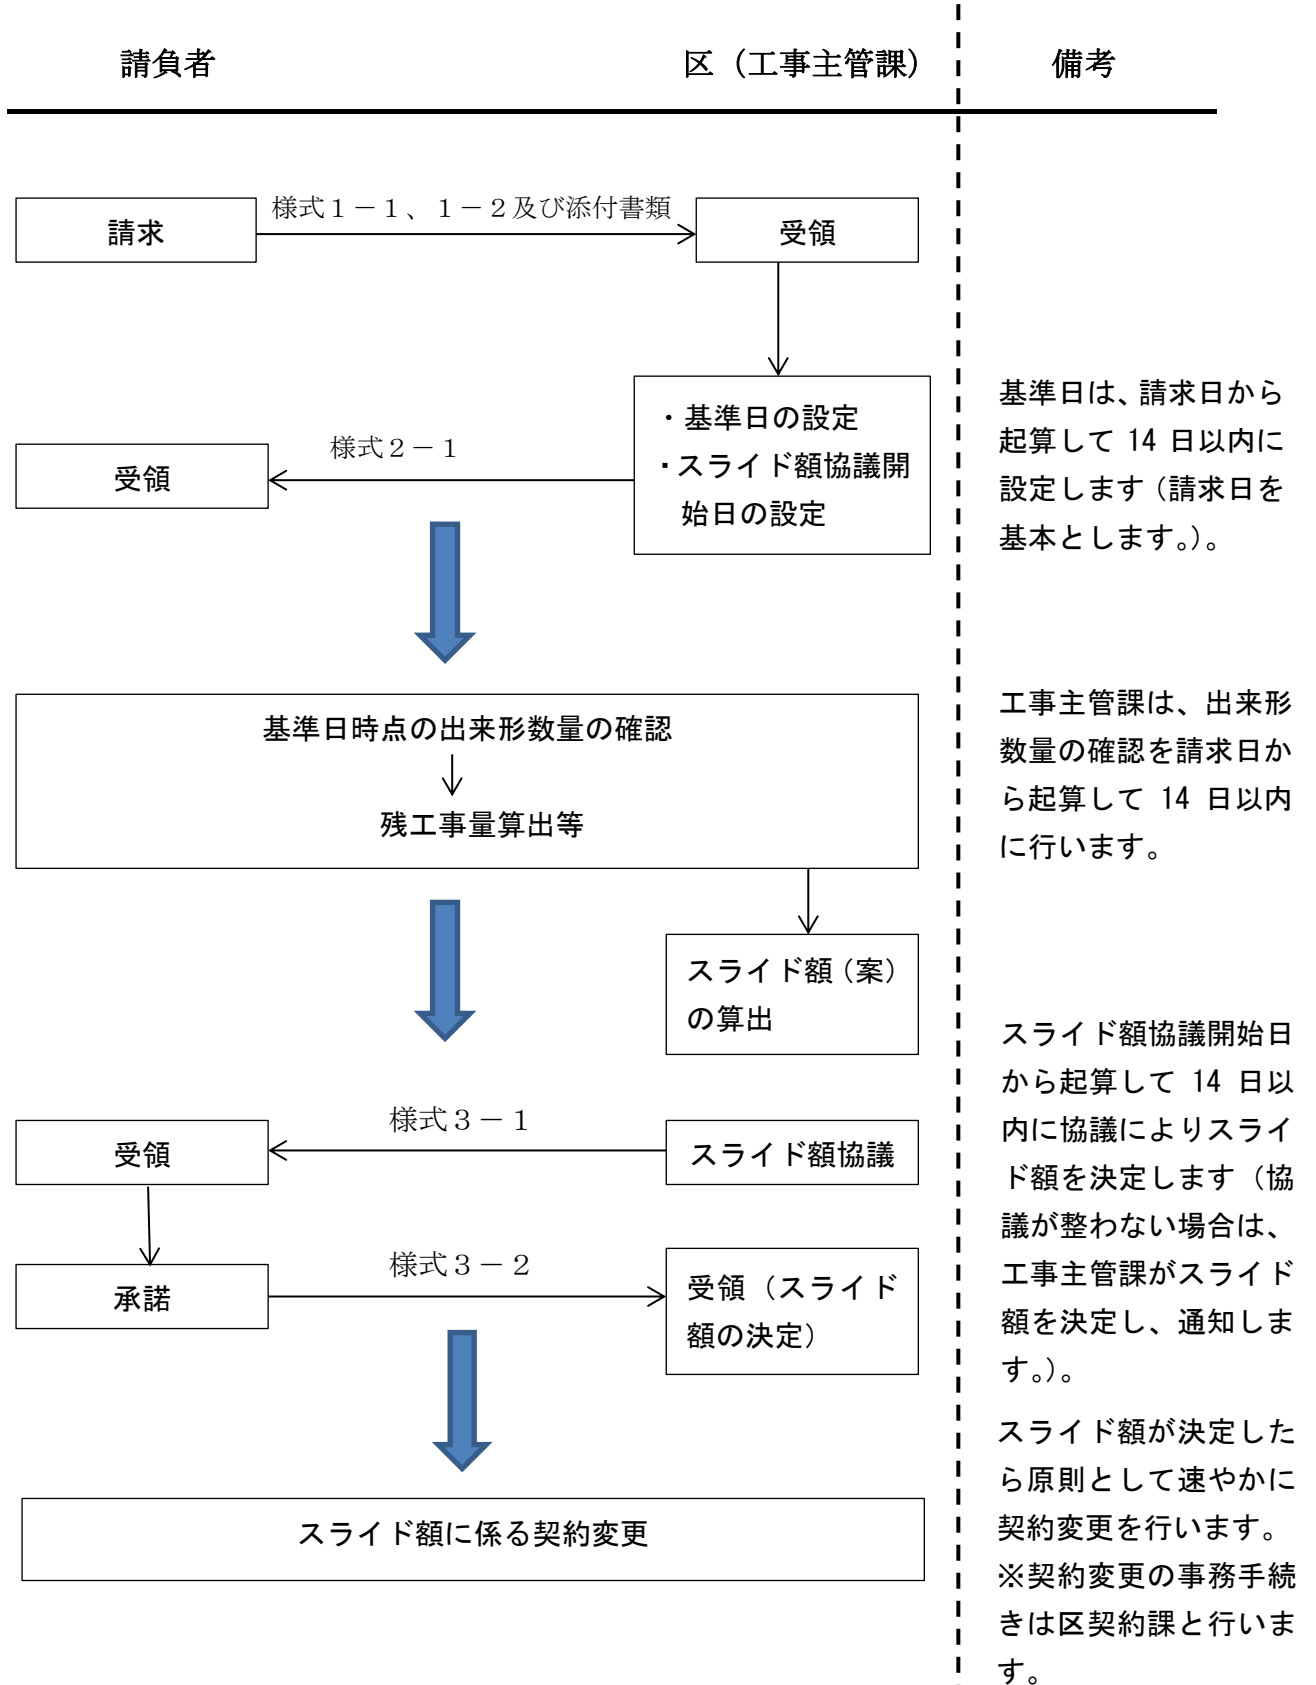 請負者
区（工事主管課）
備考
様式１－１、１－２及び添付書類
請求
受領
・基準日の設定
・スライド額協議開
始日の設定
様式２－１
受領
基準日は、請求日から
起算して 14 日以内に
設定します（請求日を
基本とします。）。
基準日時点の出来形数量の確認
残工事量算出等
工事主管課は、出来形
数量の確認を請求日か
ら起算して 14 日以内
に行います。
スライド額（案）
の算出
様式３－１
受領
スライド額協議
様式３－２
承諾
受領（スライド
額の決定）
スライド額協議開始日
から起算して 14 日以
内に協議によりスライ
ド額を決定します（協
議が整わない場合は、
工事主管課がスライド
額を決定し、通知しま
す。）。
スライド額に係る契約変更
スライド額が決定した
ら原則として速やかに
契約変更を行います。
※契約変更の事務手続
きは区契約課と行いま
す。